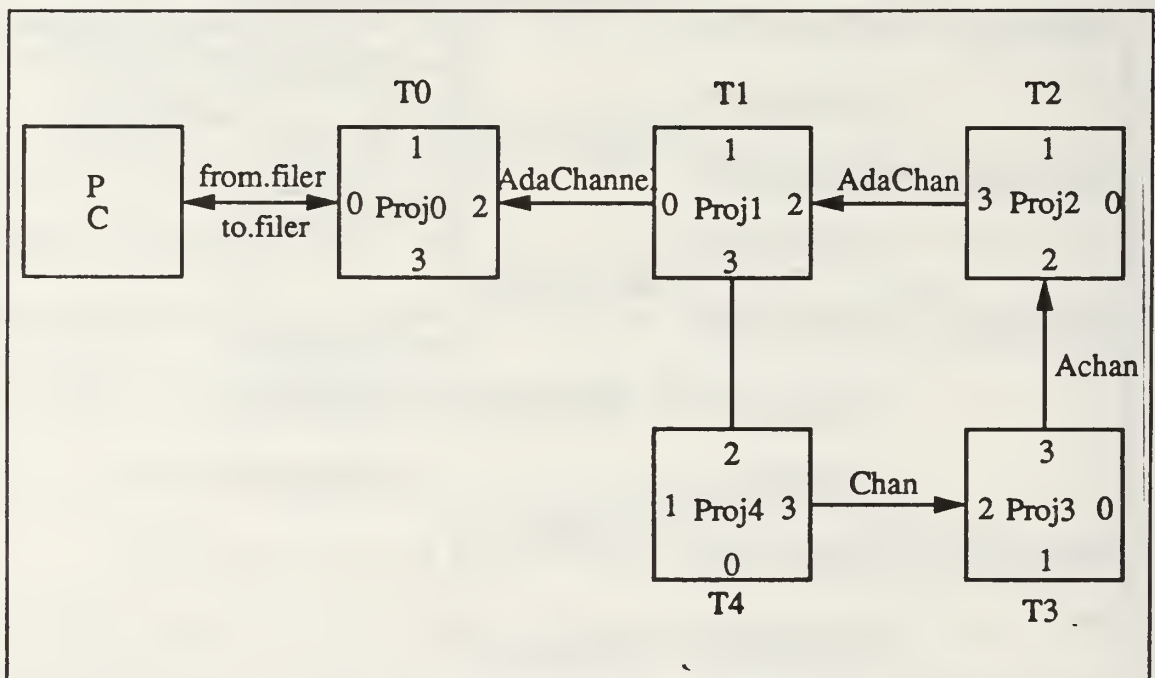 T0
T1
T2
P
C
from.filer
to.filer
1
0 Proj0 2
3
AdaChanne
1
0 Proj1 2
3
AdaChan
1
3 Proj2 0
2
Achan
2
1 Proj4 3
0
T4
Chan
3
2 Proj3 0
1
T3